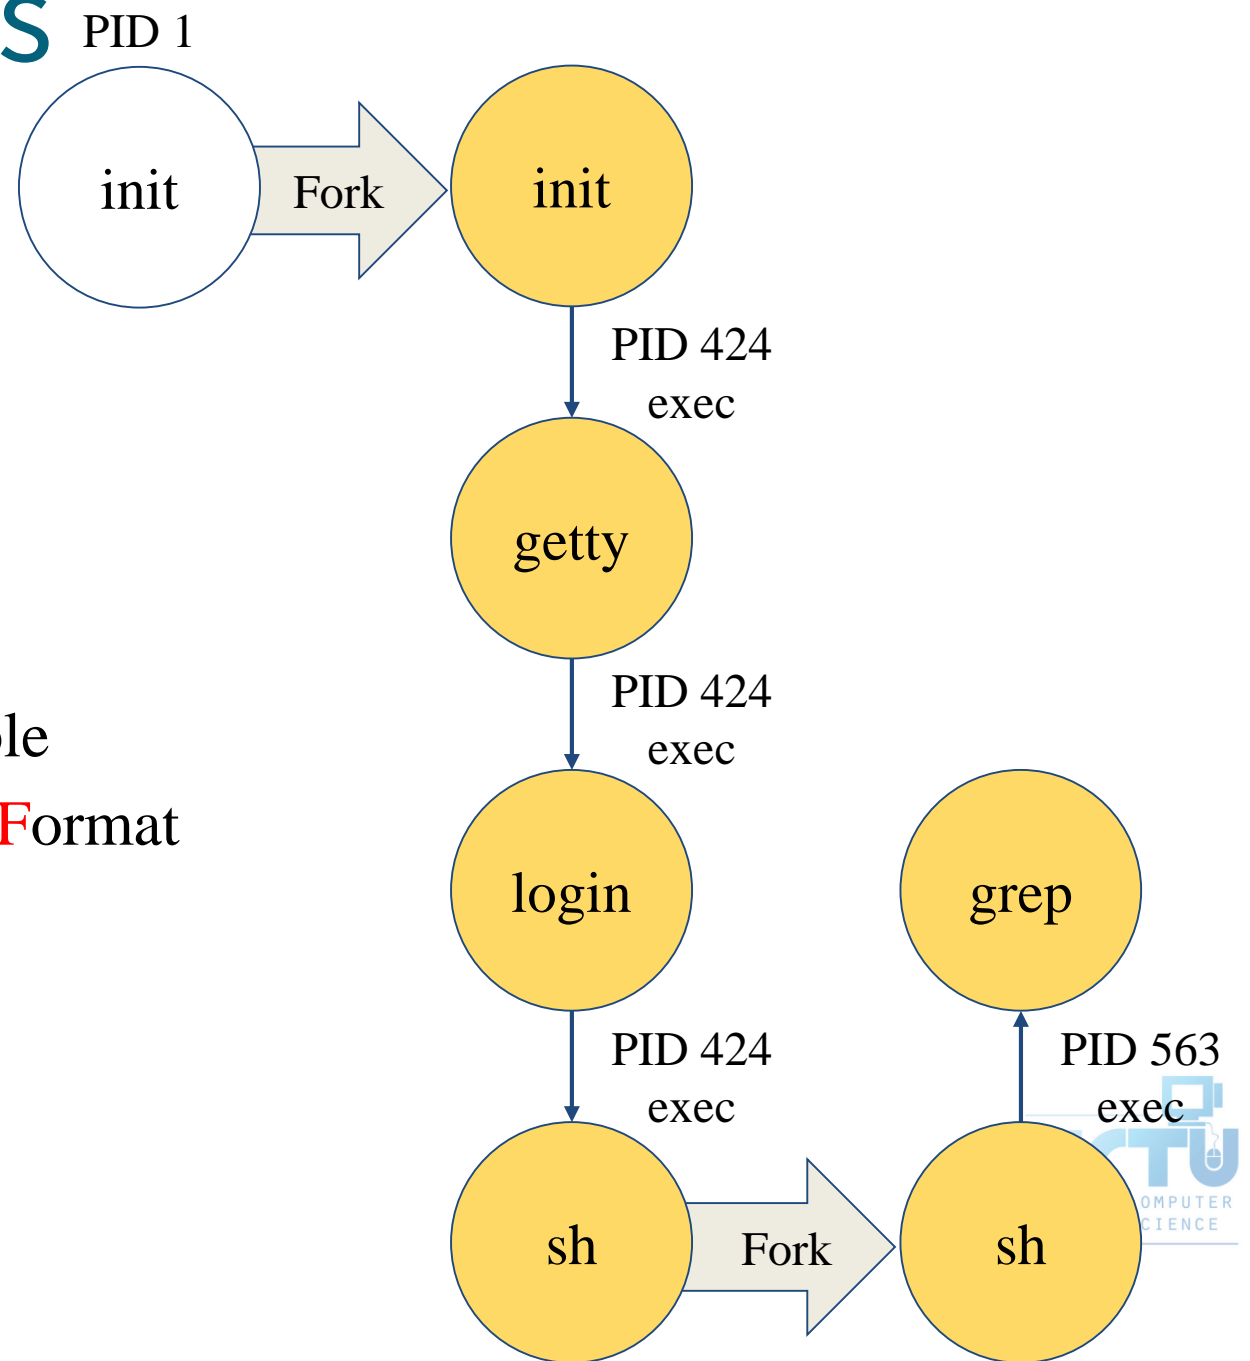 s
PID 1
init
Fork
init
PID 424
exec
getty
PID 424
exec
le
Format
login
grep
PID 424
exec
PID 563
exec
sh
Fork
sh
OMPUTER
CIENCE